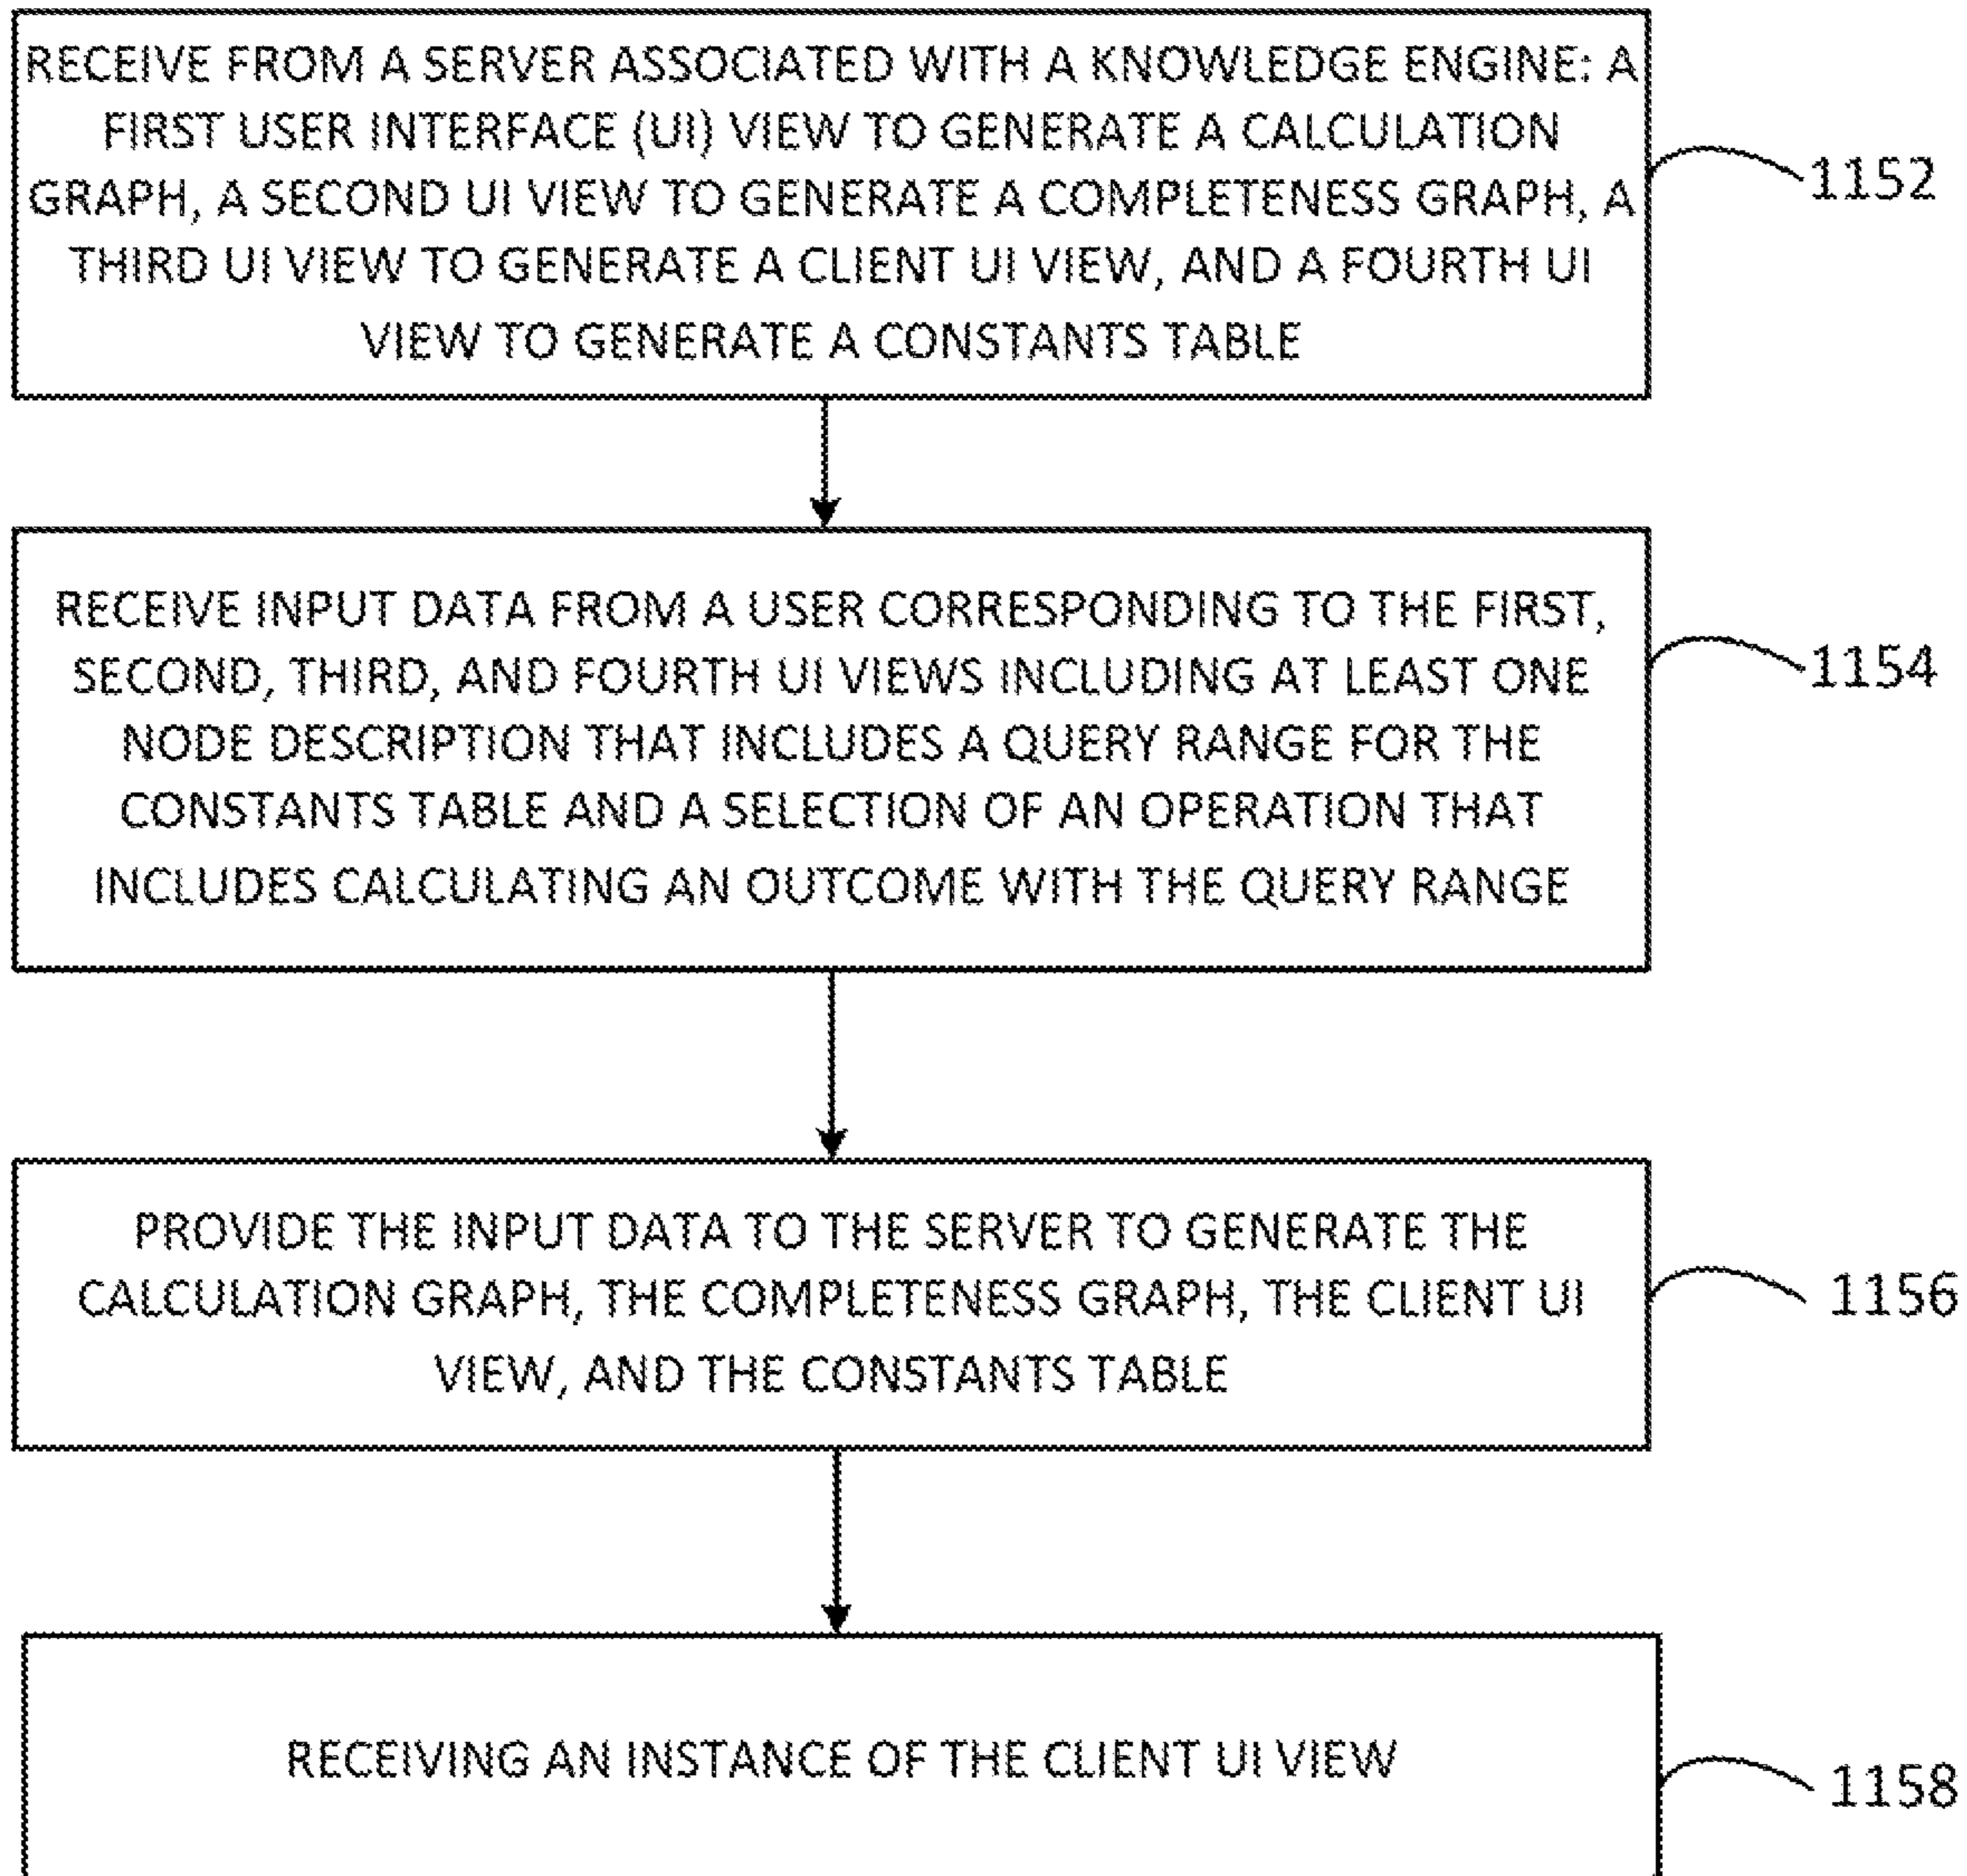 RECEIVE FROM A SERVER ASSOCIATED WITH A KNOWLEDGE ENGINE: A
FIRST USER INTERFACE (UI) VIEW TO GENERATE A CALCULATION
GRAPH, A SECOND UI VIEW TO GENERATE A COMPLETENESS GRAPH, A
THIRD UI VIEW TO GENERATE A CLIENT UI VIEW, AND A FOURTH UI
VIEW TO GENERATE A CONSTANTS TABLE
1152
RECEIVE INPUT DATA FROM A USER CORRESPONDING TO THE FIRST,
SECOND, THIRD, AND FOURTH UI VIEWS INCLUDING AT LEAST ONE
NODE DESCRIPTION THAT INCLUDES A QUERY RANGE FOR THE
CONSTANTS TABLE AND A SELECTION OF AN OPERATION THAT
INCLUDES CALCULATING AN OUTCOME WITH THE QUERY RANGE
1154
PROVIDE THE INPUT DATA TO THE SERVER TO GENERATE THE
CALCULATION GRAPH, THE COMPLETENESS GRAPH, THE CLIENT UI
VIEW, AND THE CONSTANTS TABLE
1156
RECEIVING AN INSTANCE OF THE CLIENT UI VIEW
1158